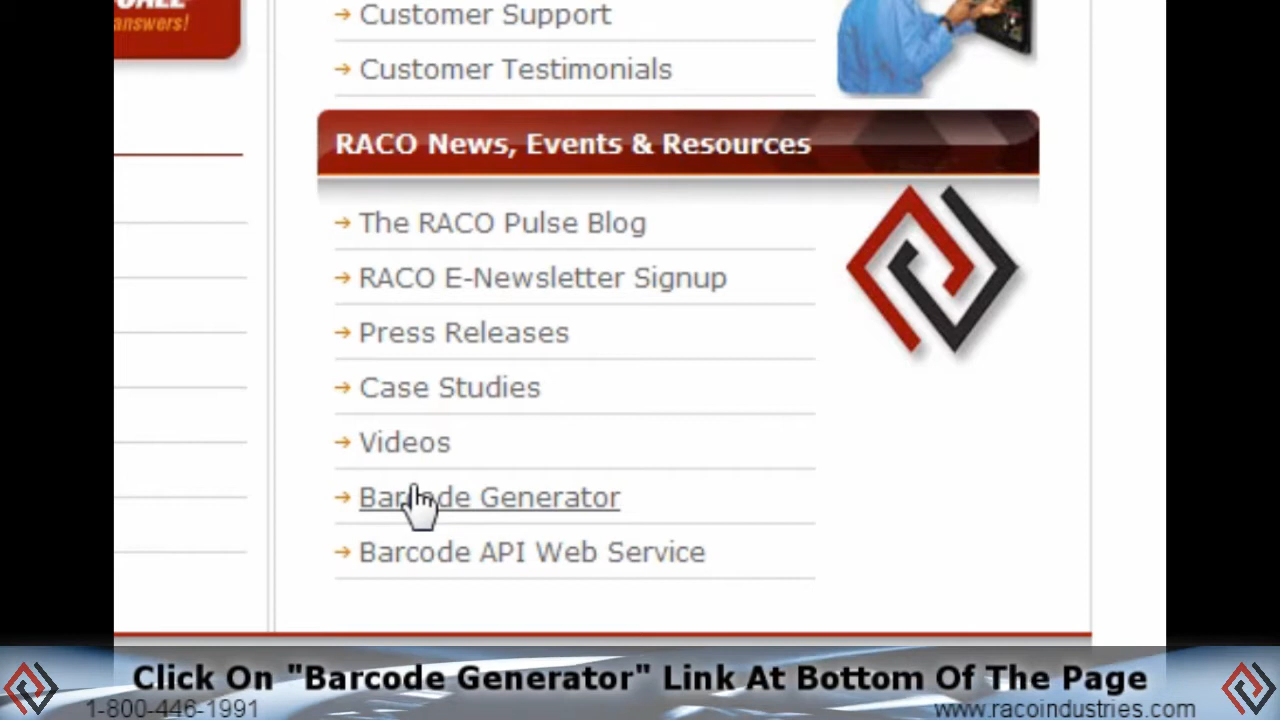 answers!
Customer Support
Customer Testimonials
RACO News, Events & Resources
The RACO Pulse Blog
RACO E-Newsletter Signup
Press Releases
Case Studies
Videos
Barcode Generator
Barcode API Web Service
Click On "Barcode Generator" Link At Bottom Of The Page
1-800-446-1991
www.racoindustries.com